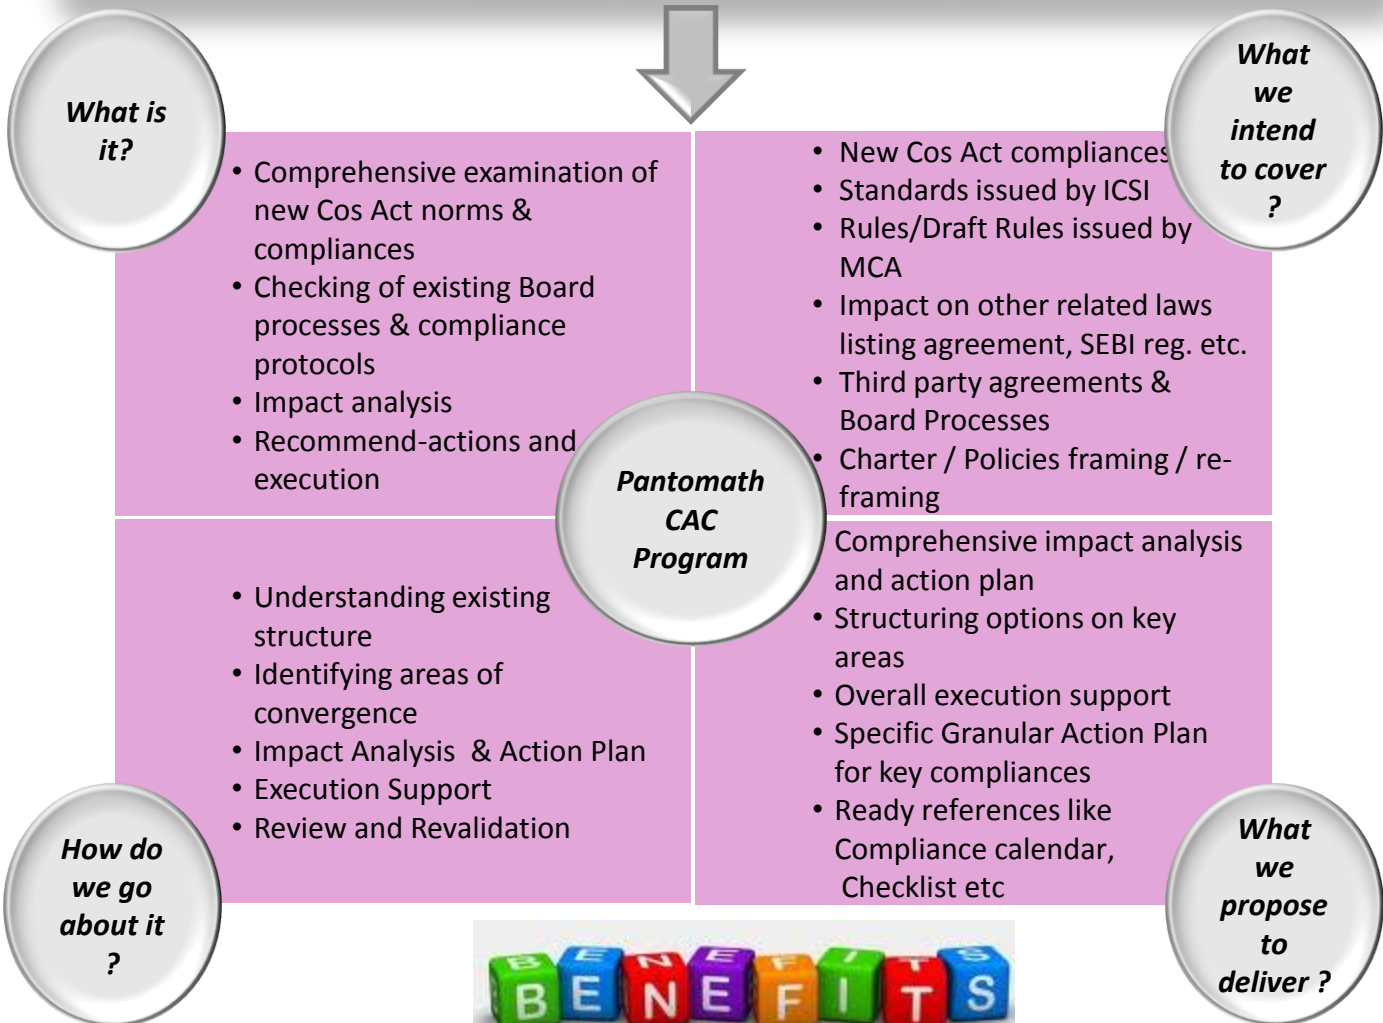 What is
it?
• Comprehensive examination of
new Cos Act norms &
compliances
• Checking of existing Board
processes & compliance
protocols
• Impact analysis
• Recommend-actions and
execution
What
we
intend
to cover
?
• New Cos Act compliances
• Standards issued by ICSI
• Rules/Draft Rules issued by
MCA
• Impact on other related laws
listing agreement, SEBI reg. etc.
• Third party agreements &
Board Processes
• Charter / Policies framing / re-
framing
Pantomath
CAC
Program
• Understanding existing
structure
• Identifying areas of
convergence
• Impact Analysis & Action Plan
• Execution Support
• Review and Revalidation
How do
we go
about it
?
Comprehensive impact analysis
and action plan
• Structuring options on key
areas
• Overall execution support
• Specific Granular Action Plan
for key compliances
• Ready references like
Compliance calendar,
Checklist etc
What
we
propose
to
deliver ?
BENEFITS
BENEFITS